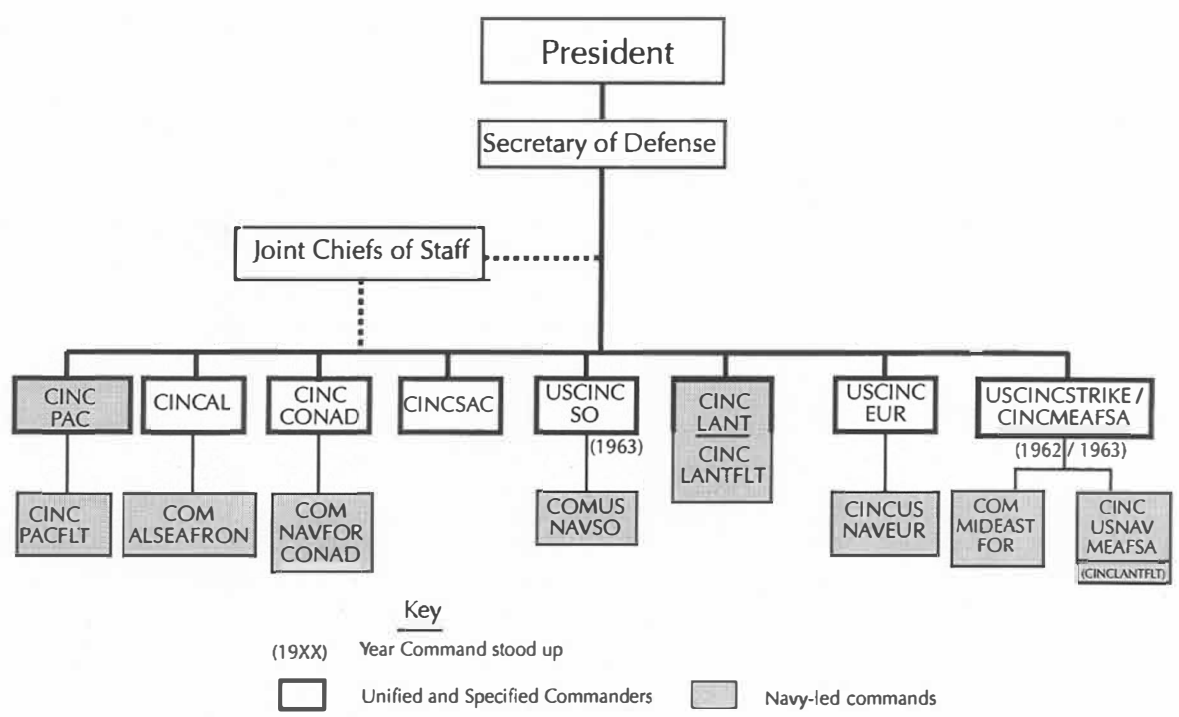 President
Secretary of Defense
Joint Chiefs of Staff
CINC
PAC
CINCAL
CINC
CONAD
CINCSAC
USCINC
SO
(1963)
CINC
LANT
CINC
LANTFLT
USCINC
EUR
USCINCSTRIKE /
CINCMEAFSA
(1962 / 1963)
CINC
PACFLT
COM
ALSEAFRON
COM
NAVFOR
CONAD
COMUS
NAVSO
CINCUS
NAVEUR
COM
MIDEAST
FOR
CINC
USNAV
MEAFSA
(CINCLANTFLT)
Key
(19XX) Year Command stood up
Unified and Specified Commanders
Navy-led commands